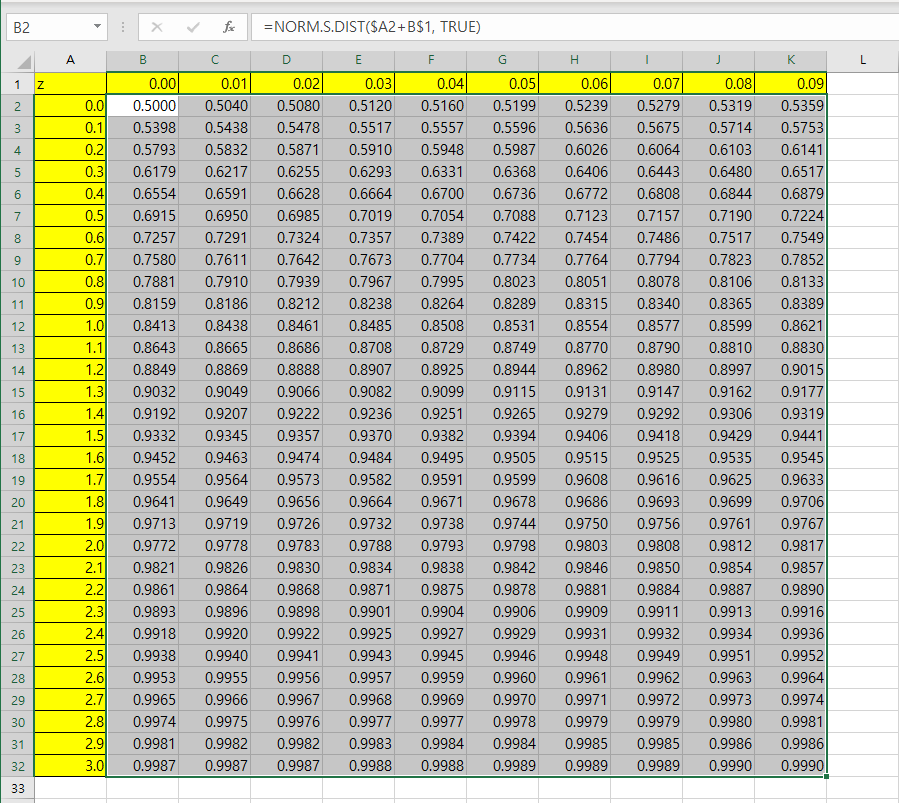 B2 fx =NORM.S.DIST($A2+B$1, TRUE)
A B C D E F G H I J K L
1 z 0.00 0.01 0.02 0.03 0.04 0.05 0.06 0.07 0.08 0.09
2 0.0 0.5000 0.5040 0.5080 0.5120 0.5160 0.5199 0.5239 0.5279 0.5319 0.5359
3 0.1 0.5398 0.5438 0.5478 0.5517 0.5557 0.5596 0.5636 0.5675 0.5714 0.5753
4 0.2 0.5793 0.5832 0.5871 0.5910 0.5948 0.5987 0.6026 0.6064 0.6103 0.6141
5 0.3 0.6179 0.6217 0.6255 0.6293 0.6331 0.6368 0.6406 0.6443 0.6480 0.6517
6 0.4 0.6554 0.6591 0.6628 0.6664 0.6700 0.6736 0.6772 0.6808 0.6844 0.6879
7 0.5 0.6915 0.6950 0.6985 0.7019 0.7054 0.7088 0.7123 0.7157 0.7190 0.7224
8 0.6 0.7257 0.7291 0.7324 0.7357 0.7389 0.7422 0.7454 0.7486 0.7517 0.7549
9 0.7 0.7580 0.7611 0.7642 0.7673 0.7704 0.7734 0.7764 0.7794 0.7823 0.7852
10 0.8 0.7881 0.7910 0.7939 0.7967 0.7995 0.8023 0.8051 0.8078 0.8106 0.8133
11 0.9 0.8159 0.8186 0.8212 0.8238 0.8264 0.8289 0.8315 0.8340 0.8365 0.8389
12 1.0 0.8413 0.8438 0.8461 0.8485 0.8508 0.8531 0.8554 0.8577 0.8599 0.8621
13 1.1 0.8643 0.8665 0.8686 0.8708 0.8729 0.8749 0.8770 0.8790 0.8810 0.8830
14 1.2 0.8849 0.8869 0.8888 0.8907 0.8925 0.8944 0.8962 0.8980 0.8997 0.9015
15 1.3 0.9032 0.9049 0.9066 0.9082 0.9099 0.9115 0.9131 0.9147 0.9162 0.9177
16 1.4 0.9192 0.9207 0.9222 0.9236 0.9251 0.9265 0.9279 0.9292 0.9306 0.9319
17 1.5 0.9332 0.9345 0.9357 0.9370 0.9382 0.9394 0.9406 0.9418 0.9429 0.9441
18 1.6 0.9452 0.9463 0.9474 0.9484 0.9495 0.9505 0.9515 0.9525 0.9535 0.9545
19 1.7 0.9554 0.9564 0.9573 0.9582 0.9591 0.9599 0.9608 0.9616 0.9625 0.9633
20 1.8 0.9641 0.9649 0.9656 0.9664 0.9671 0.9678 0.9686 0.9693 0.9699 0.9706
21 1.9 0.9713 0.9719 0.9726 0.9732 0.9738 0.9744 0.9750 0.9756 0.9761 0.9767
22 2.0 0.9772 0.9778 0.9783 0.9788 0.9793 0.9798 0.9803 0.9808 0.9812 0.9817
23 2.1 0.9821 0.9826 0.9830 0.9834 0.9838 0.9842 0.9846 0.9850 0.9854 0.9857
24 2.2 0.9861 0.9864 0.9868 0.9871 0.9875 0.9878 0.9881 0.9884 0.9887 0.9890
25 2.3 0.9893 0.9896 0.9898 0.9901 0.9904 0.9906 0.9909 0.9911 0.9913 0.9916
26 2.4 0.9918 0.9920 0.9922 0.9925 0.9927 0.9929 0.9931 0.9932 0.9934 0.9936
27 2.5 0.9938 0.9940 0.9941 0.9943 0.9945 0.9946 0.9948 0.9949 0.9951 0.9952
28 2.6 0.9953 0.9955 0.9956 0.9957 0.9959 0.9960 0.9961 0.9962 0.9963 0.9964
29 2.7 0.9965 0.9966 0.9967 0.9968 0.9969 0.9970 0.9971 0.9972 0.9973 0.9974
30 2.8 0.9974 0.9975 0.9976 0.9977 0.9977 0.9978 0.9979 0.9979 0.9980 0.9981
31 2.9 0.9981 0.9982 0.9982 0.9983 0.9984 0.9984 0.9985 0.9985 0.9986 0.9986
32 3.0 0.9987 0.9987 0.9987 0.9988 0.9988 0.9989 0.9989 0.9989 0.9990 0.9990
33